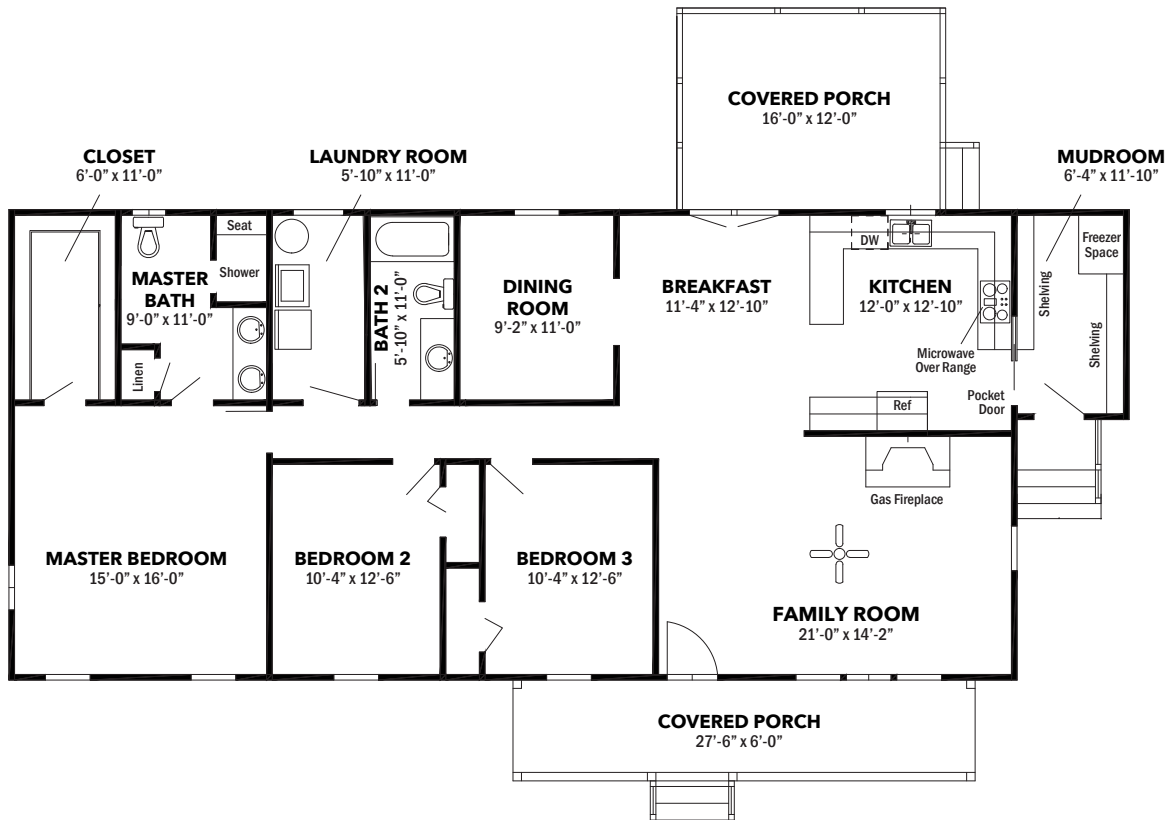 COVERED PORCH
16’-0” x 12’-0”
CLOSET
6’-0” x 11’-0”
LAUNDRY ROOM
5’-10” x 11’-0”
MUDROOM
6’-4” x 11’-10”
Seat
Shower
MASTER
BATH
9’-0” x 11’-0”
Linen
BATH 2
5’-10” x 11’-0”
DINING
ROOM
9’-2” x 11’-0”
BREAKFAST
11’-4” x 12’-10”
DW
KITCHEN
12’-0” x 12’-10”
Microwave
Over Range
Ref
Pocket
Door
Shelving
Freezer
Space
Shelving
Gas Fireplace
MASTER BEDROOM
15’-0” x 16’-0”
BEDROOM 2
10’-4” x 12’-6”
BEDROOM 3
10’-4” x 12’-6”
FAMILY ROOM
21’-0” x 14’-2”
COVERED PORCH
27’-6” x 6’-0”